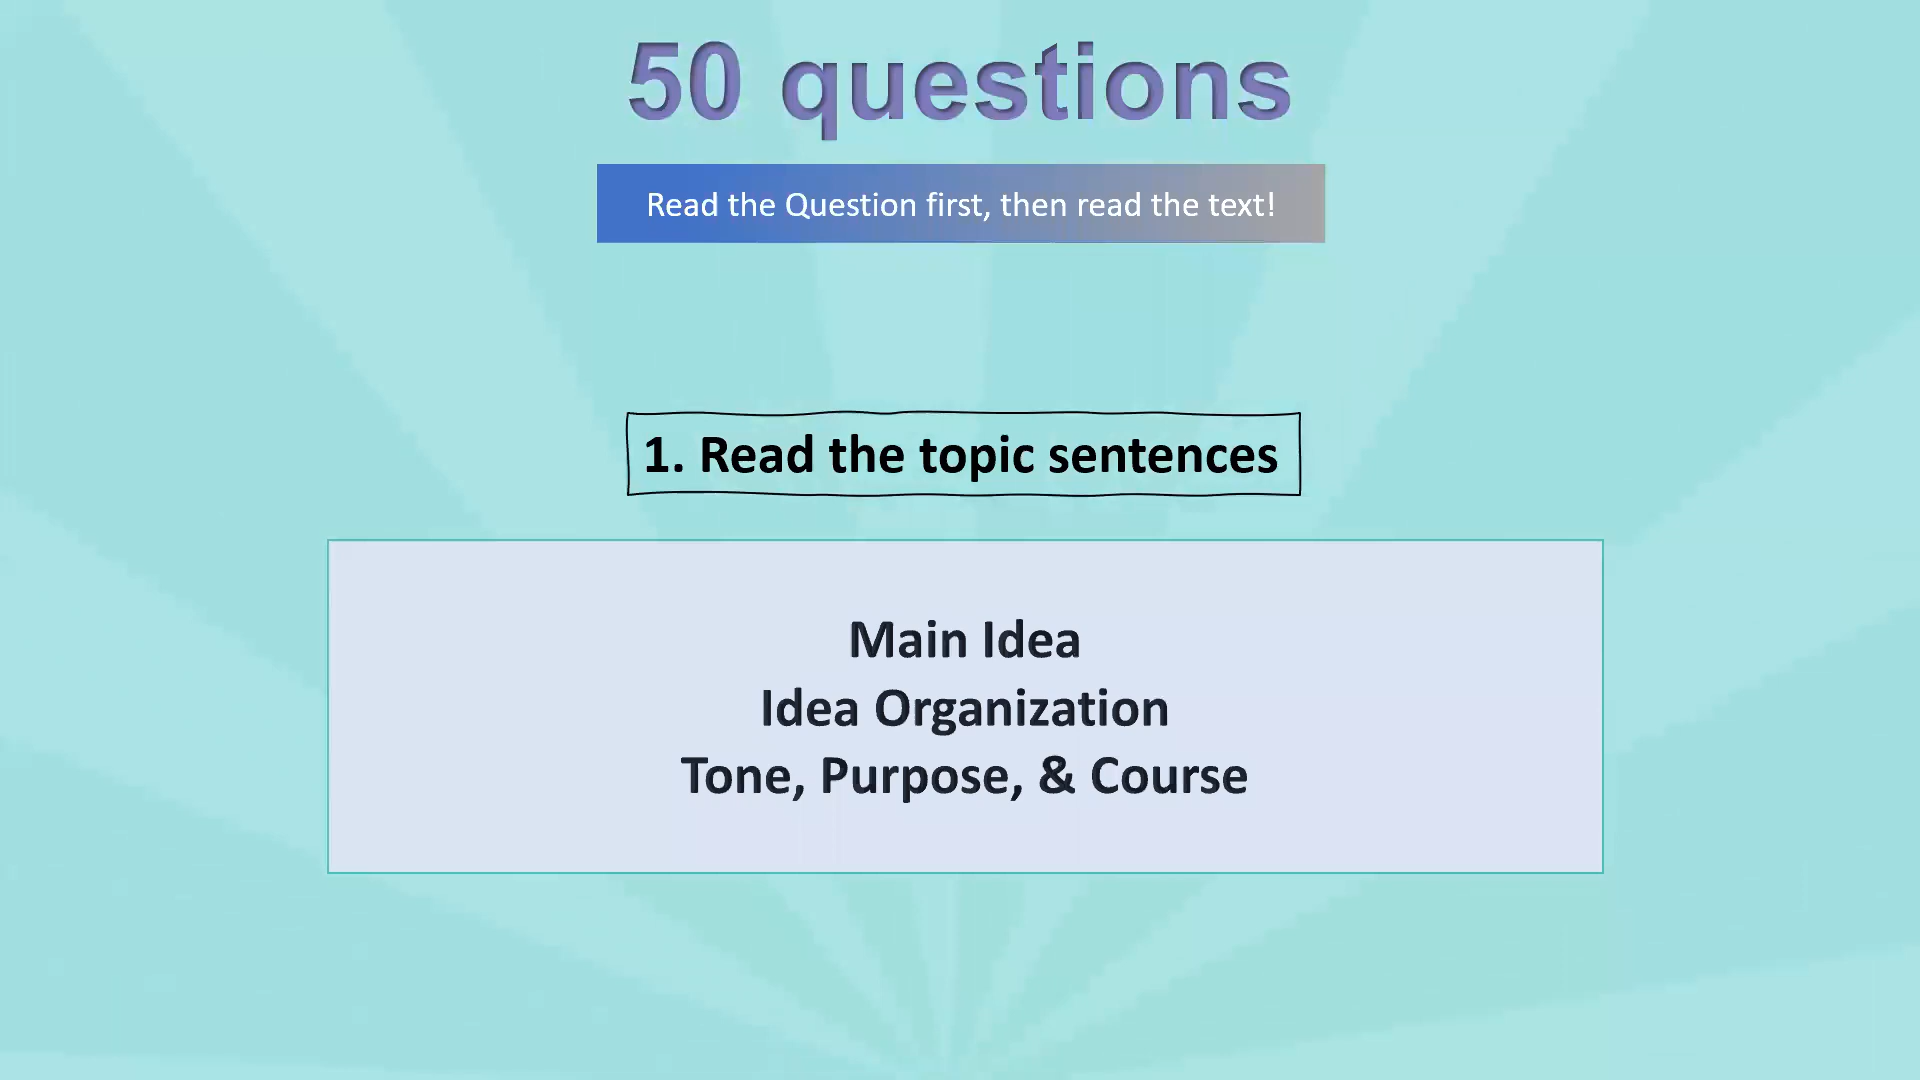 50 questions
Read the Question first, then read the text!
1. Read the topic sentences
Main Idea
Idea Organization
Tone, Purpose, & Course